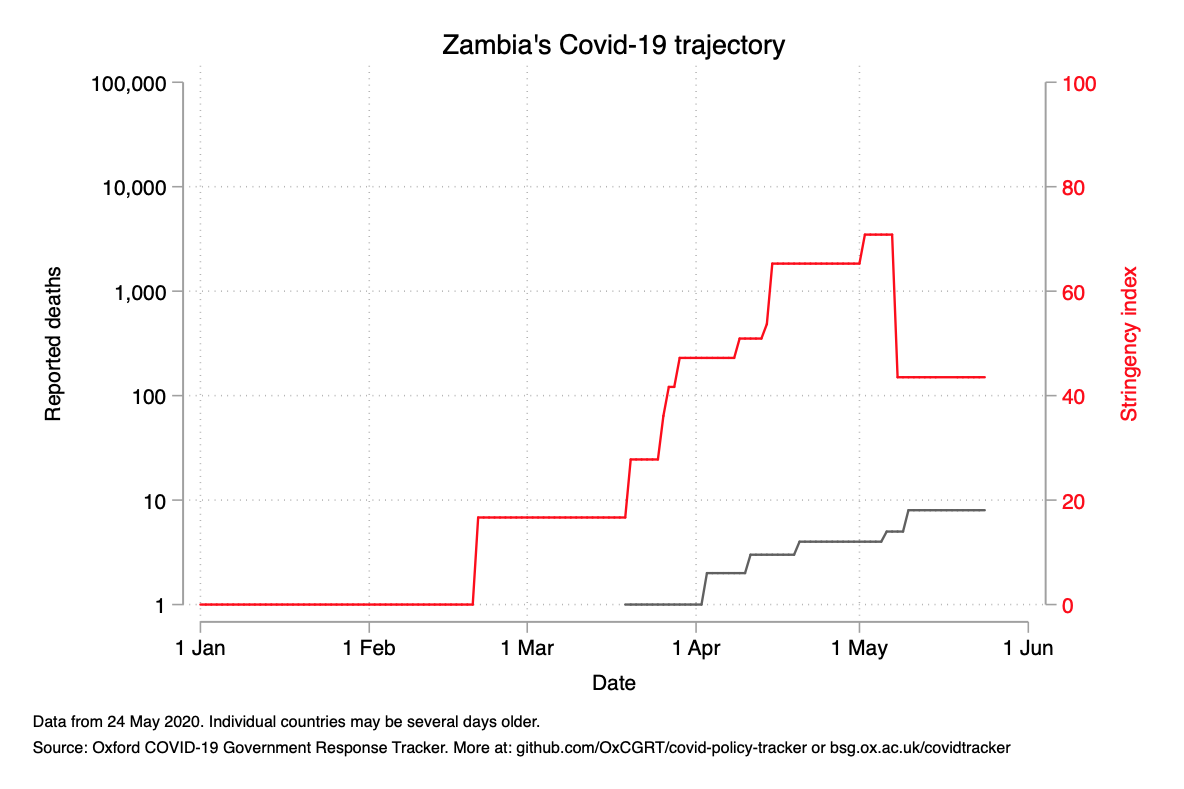 Zambia's Covid-19 trajectory
100,000
10,000
1,000
100
10
1
Reported deaths
100
80
60
40
20
0
Stringency index
1 Jan
1 Feb
1 Mar
1 Apr
1 May
1 Jun
Date
Data from 24 May 2020. Individual countries may be several days older.
Source: Oxford COVID-19 Government Response Tracker. More at: github.com/OxCGRT/covid-policy-tracker or bsg.ox.ac.uk/covidtracker